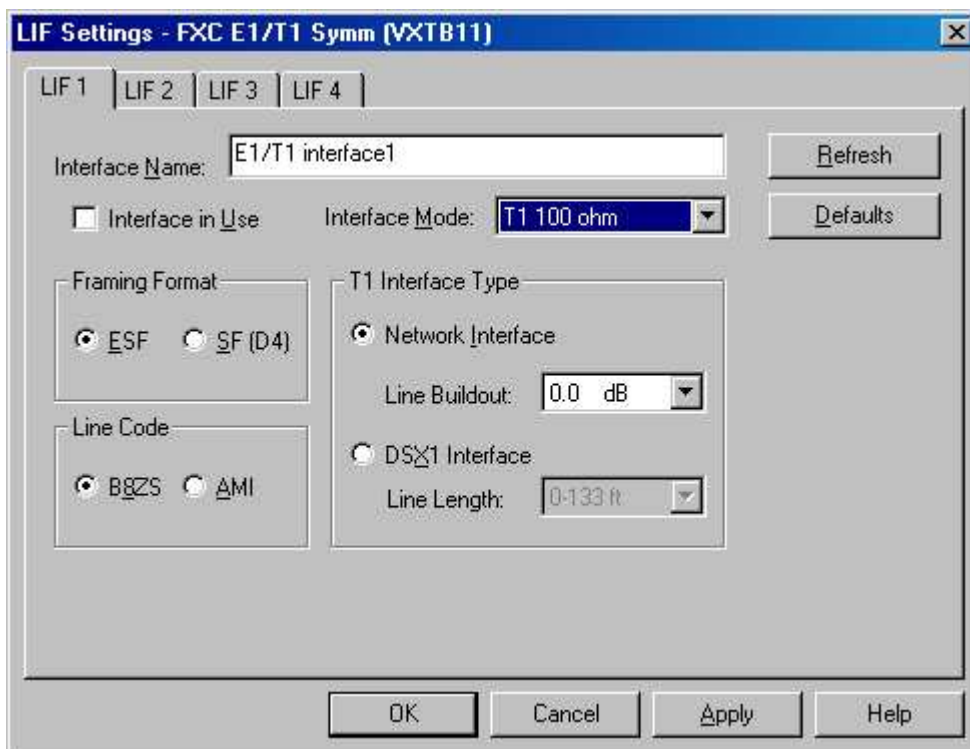 LIF Settings - FXC E1/T1 Symm (VXTB11)
LIF 1 LIF 2 LIF 3 LIF 4
Interface Name: E1/T1 interface1 Refresh
Interface in Use Interface Mode: T1 100 ohm Defaults
Framing Format
ESF SF (D4)
Line Code
B8ZS AMI
T1 Interface Type
Network Interface
Line Buildout: 0.0 dB
DSX1 Interface
Line Length: 0-133 ft
OK Cancel Apply Help